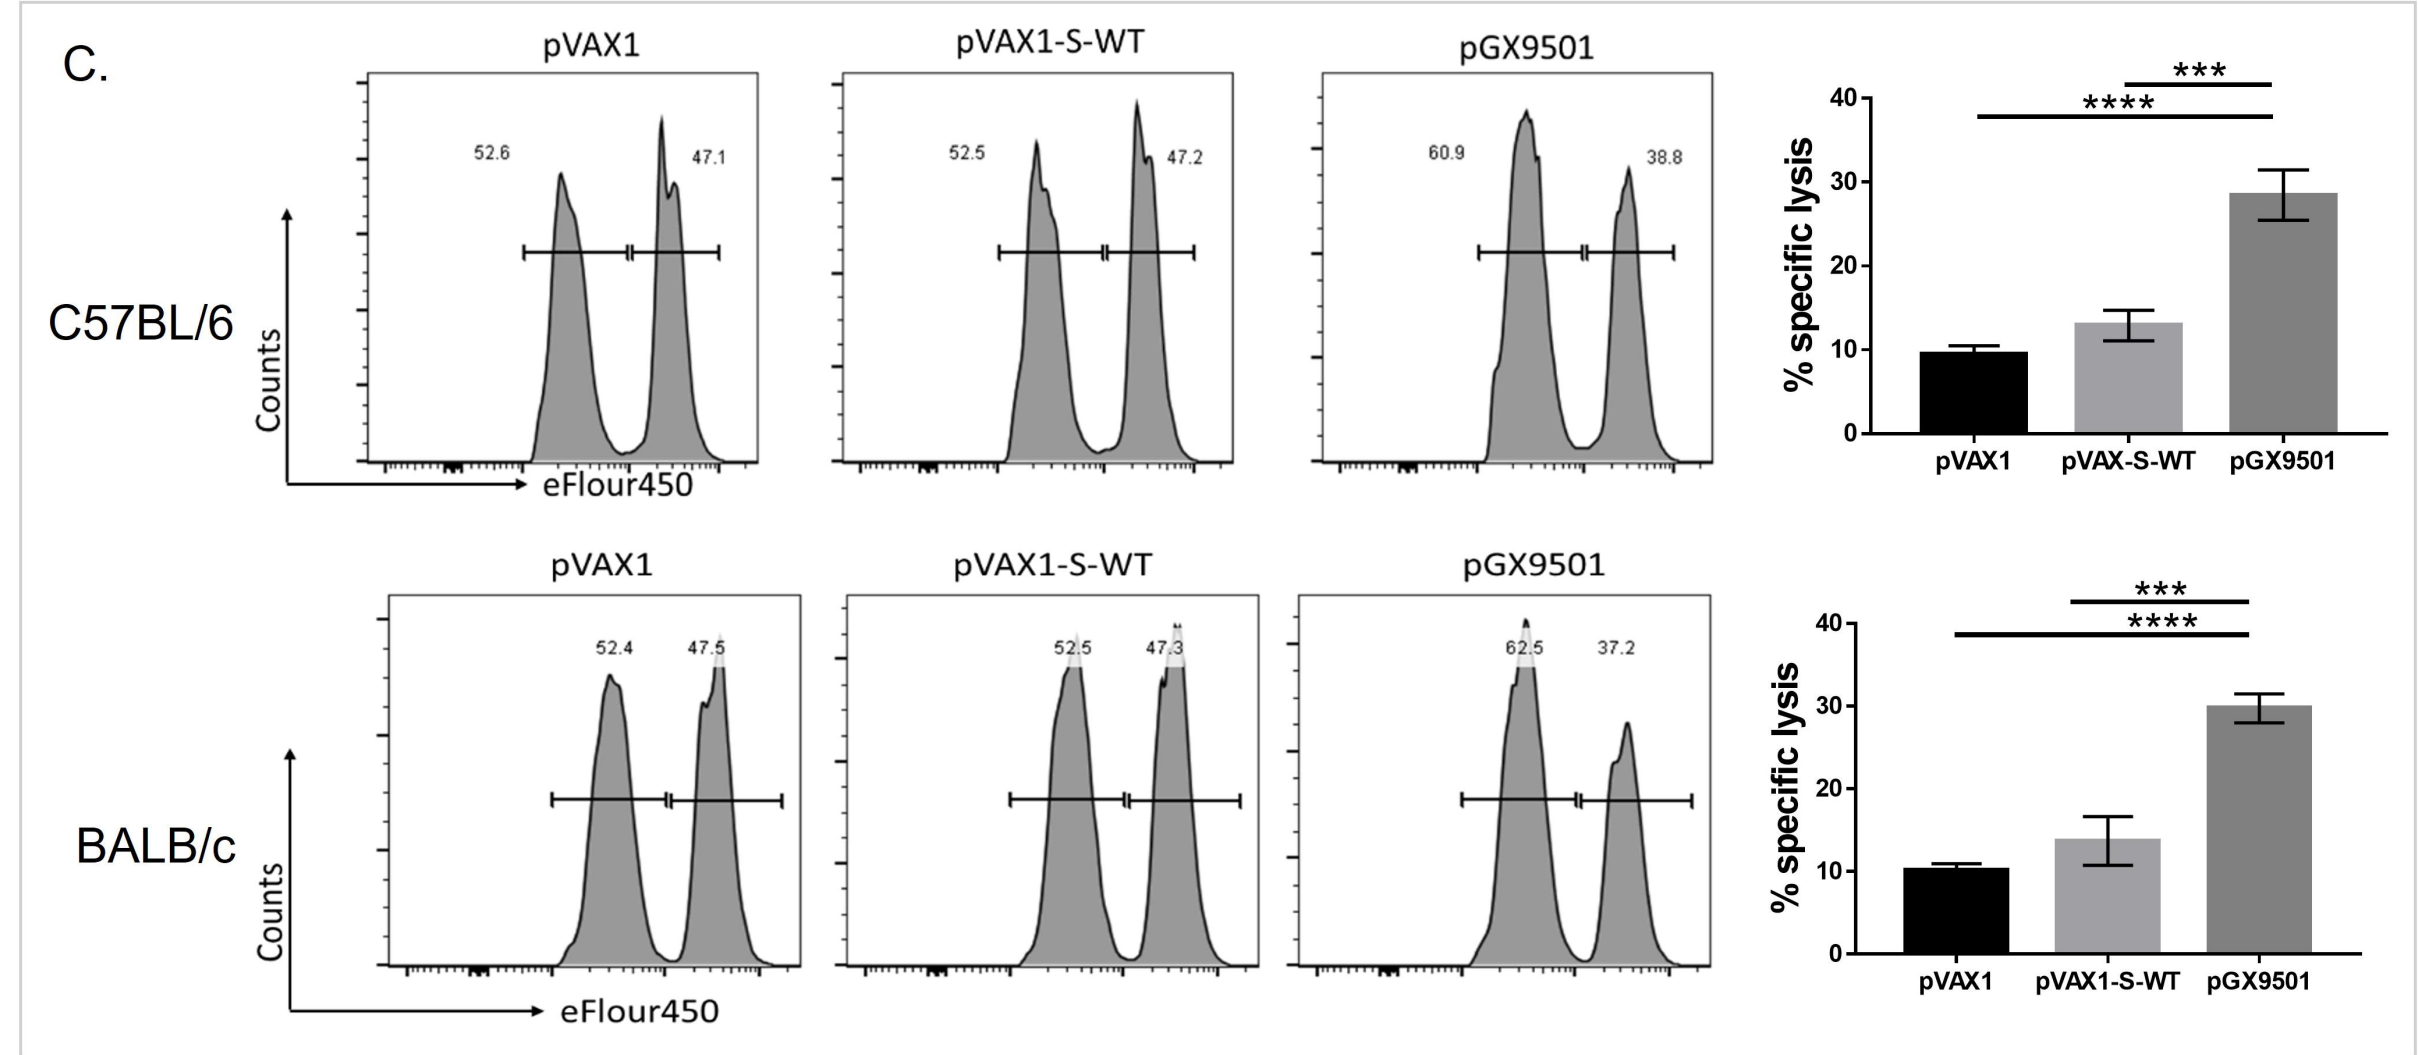 C.
pVAX1
pVAX1-S-WT
pGX9501
C57BL/6
Counts
eFlour450
52.6
47.1
52.5
47.2
60.9
38.8
% specific lysis
40
30
20
10
0
***
****
pVAX1
pVAX-S-WT
pGX9501
pVAX1
pVAX1-S-WT
pGX9501
BALB/c
Counts
eFlour450
52.4
47.5
52.5
47.3
62.5
37.2
% specific lysis
40
30
20
10
0
***
****
pVAX1
pVAX1-S-WT
pGX9501